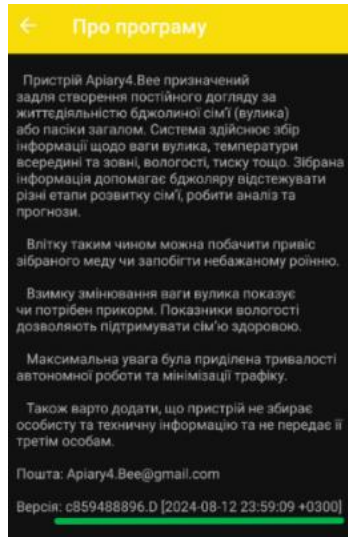 Про програму
Пристрій Apiary4.Bee призначений
задля створення постійного догляду за
життєдіяльністю бджолиної сім'ї (вулика)
або пасіки загалом. Система здійснює збір
інформації щодо ваги вулика, температури
всередині та зовні, вологості, тиску тощо. Зібрана
інформація допомагає бджоляру відстежувати
різні етапи розвитку сім'ї, робити аналіз та
прогнози.
Влітку таким чином можна побачити привіс
зібраного меду чи запобігти небажаному роїнню.
Взимку змінювання ваги вулика показує
чи потрібен прикорм. Показники вологості
дозволяють підтримувати сім'ю здоровою.
Максимальна увага була приділена тривалості
автономної роботи та мінімізації трафіку.
Також варто додати, що пристрій не збирає
особисту та техничну інформацію та не передає її
третім особам.
Пошта: Apiary4.Bee@gmail.com
Версія: c859488896.D [2024-08-12 23:59:09 +0300]